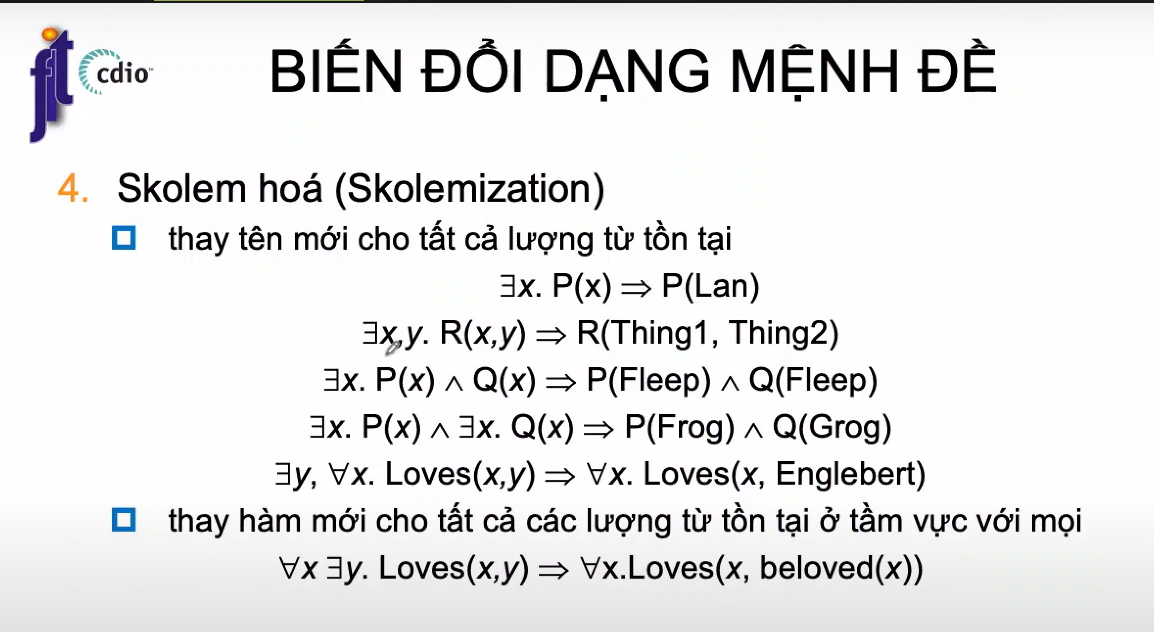 fit
cdio™
BIẾN ĐỔI DẠNG MỆNH ĐỀ
4. Skolem hoá (Skolemization)
thay tên mới cho tất cả lượng từ tồn tại
∃x. P(x) ⇒ P(Lan)
∃x,y. R(x,y) ⇒ R(Thing1, Thing2)
∃x. P(x) ∧ Q(x) ⇒ P(Fleep) ∧ Q(Fleep)
∃x. P(x) ∧ ∃x. Q(x) ⇒ P(Frog) ∧ Q(Grog)
∃y, ∀x. Loves(x,y) ⇒ ∀x. Loves(x, Englebert)
thay hàm mới cho tất cả các lượng từ tồn tại ở tầm vực với mọi
∀x ∃y. Loves(x,y) ⇒ ∀x.Loves(x, beloved(x))